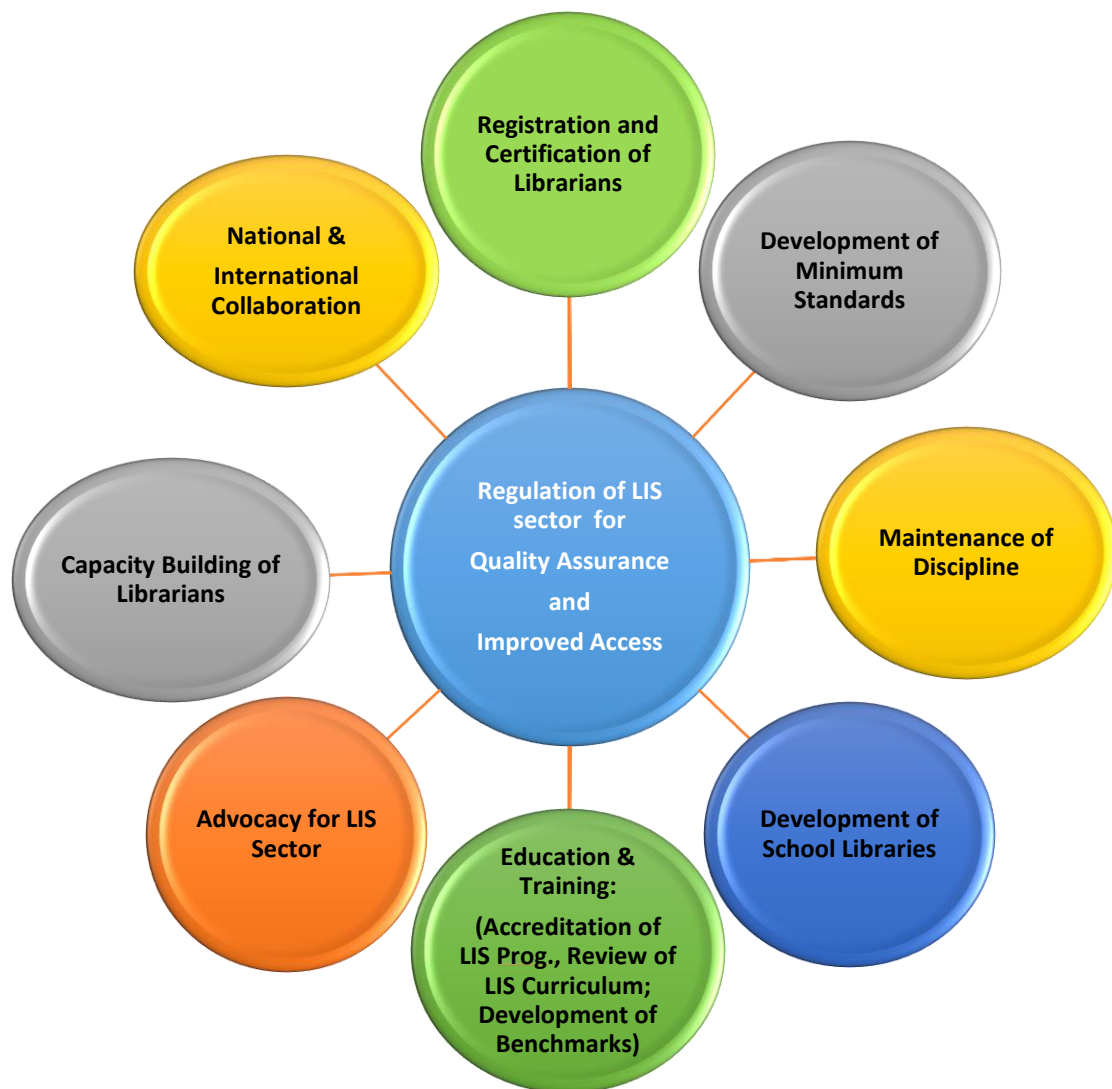 Registration and
Certification of
Librarians
Development of
Minimum
Standards
Maintenance of
Discipline
Development of
School Libraries
Education &
Training:
(Accreditation of
LIS Prog., Review of
LIS Curriculum;
Development of
Benchmarks)
Advocacy for LIS
Sector
Capacity Building of
Librarians
National &
International
Collaboration
Regulation of LIS
sector for
Quality Assurance
and
Improved Access